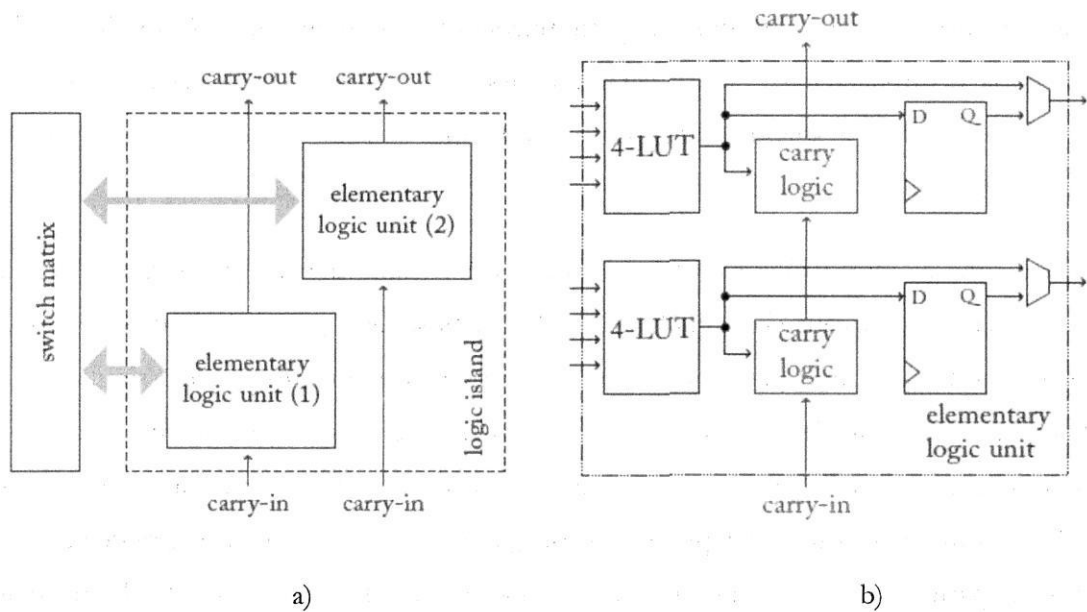 carry-out
carry-out
switch matrix
elementary
logic unit (2)
elementary
logic unit (1)
logic island
carry-in
carry-in
a)
carry-out
4-LUT
carry
logic
D
Q
4-LUT
carry
logic
D
Q
elementary
logic unit
carry-in
b)